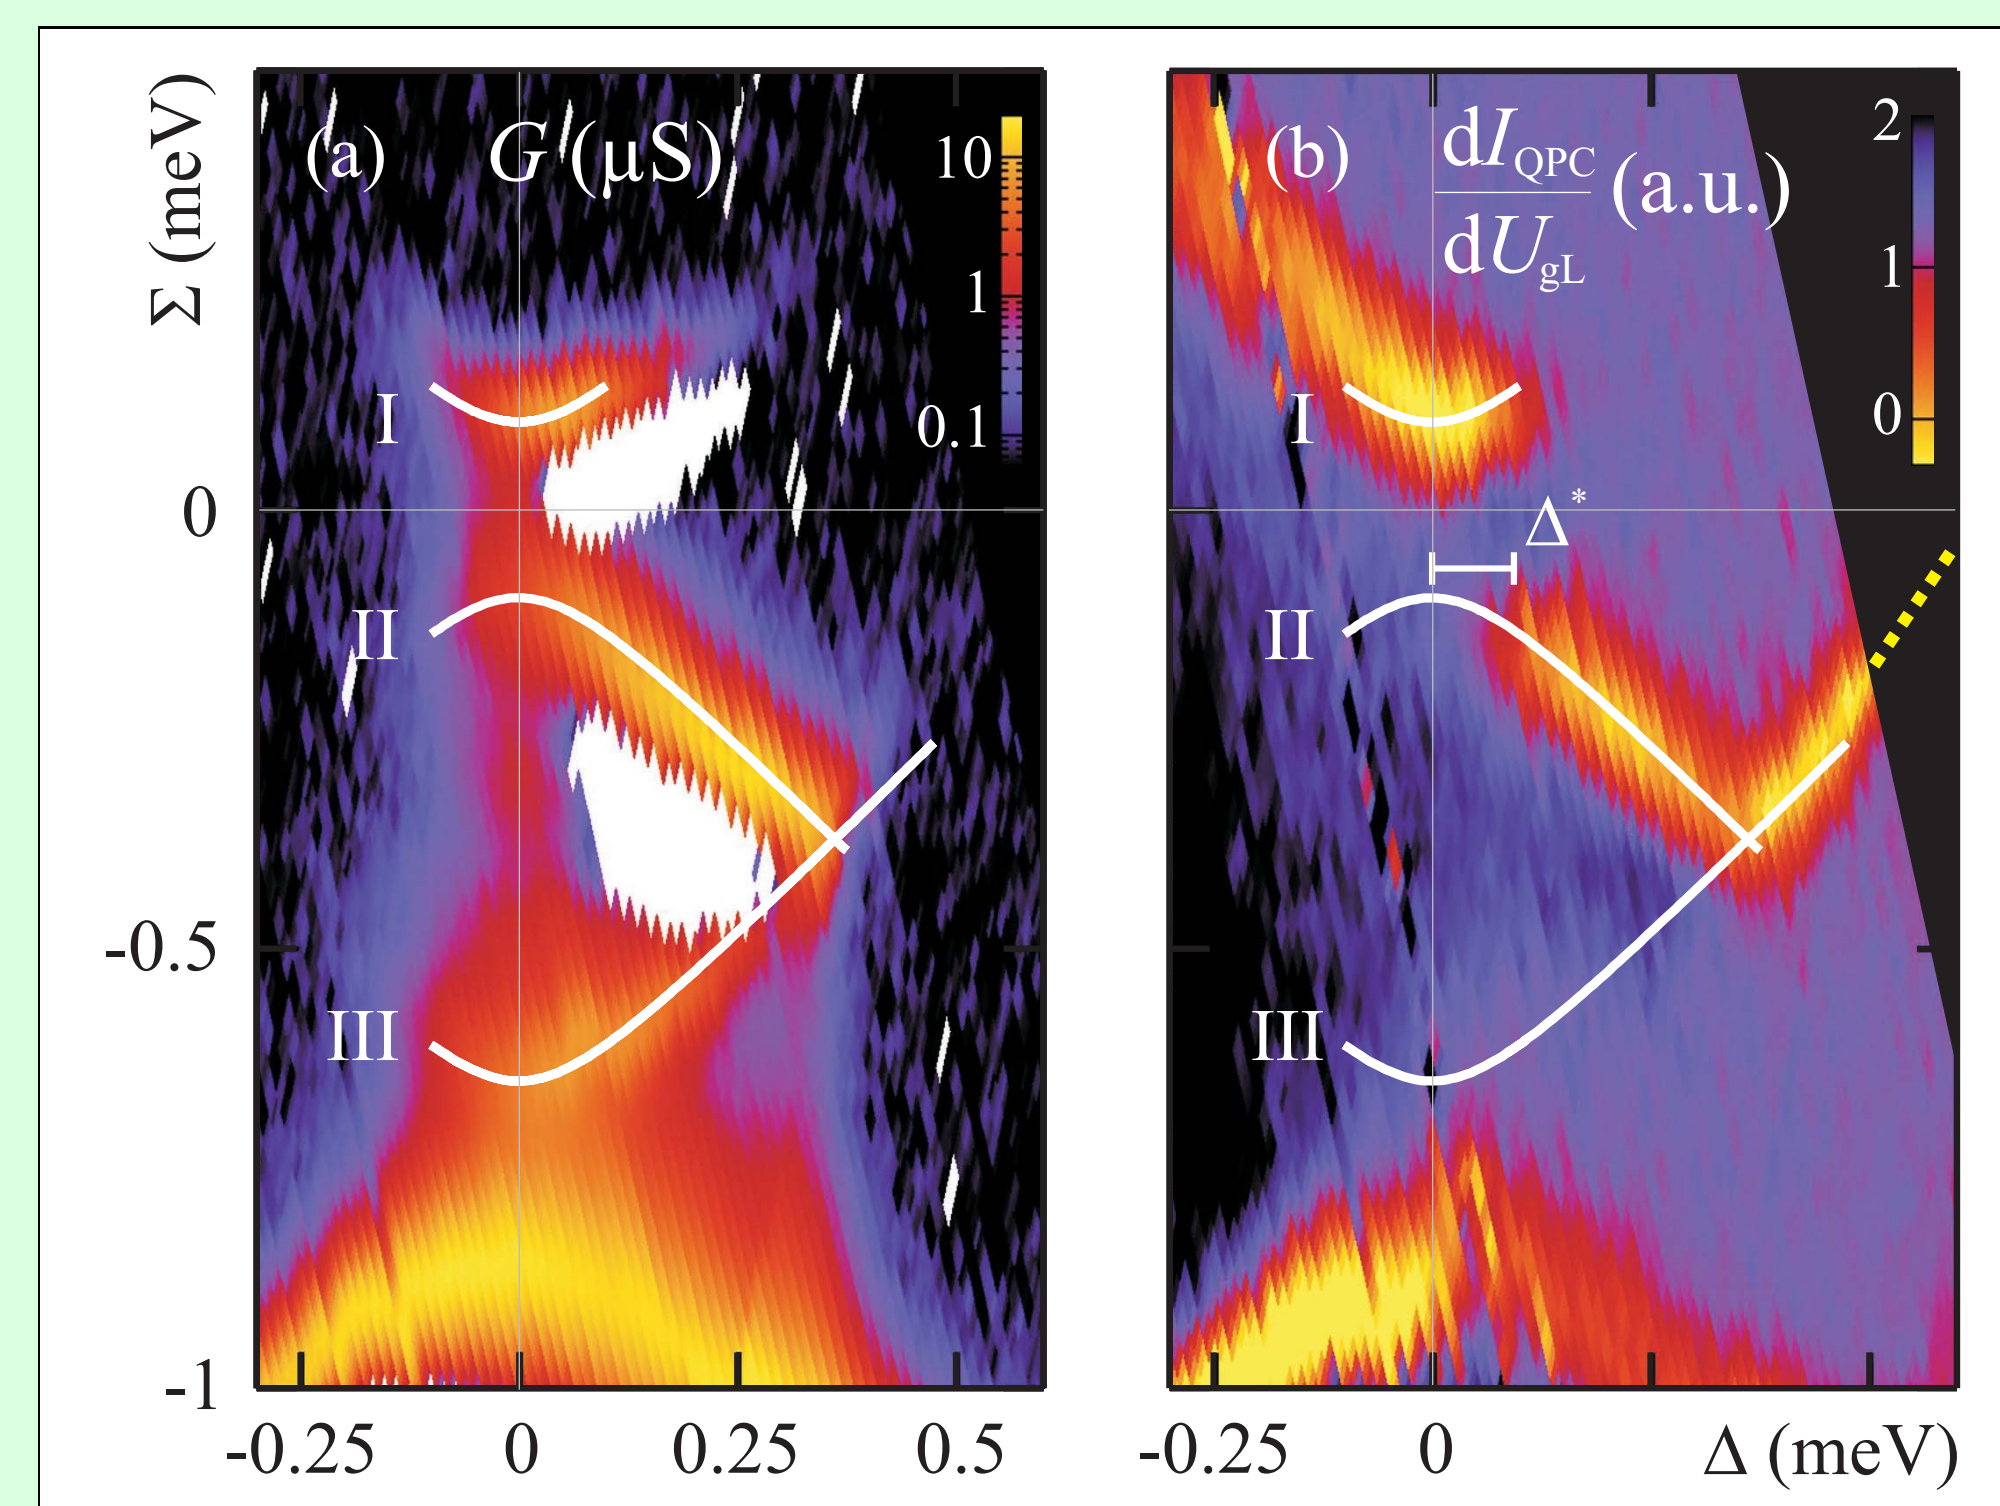 (a) G (μS)
10
1
0.1
Σ (meV)
0
-0.5
-1
I
II
III
-0.25 0 0.25 0.5
(b) dI_QPC / dU_gL (a.u.)
2
1
0
Δ*
I
II
III
-0.25 0 Δ (meV)